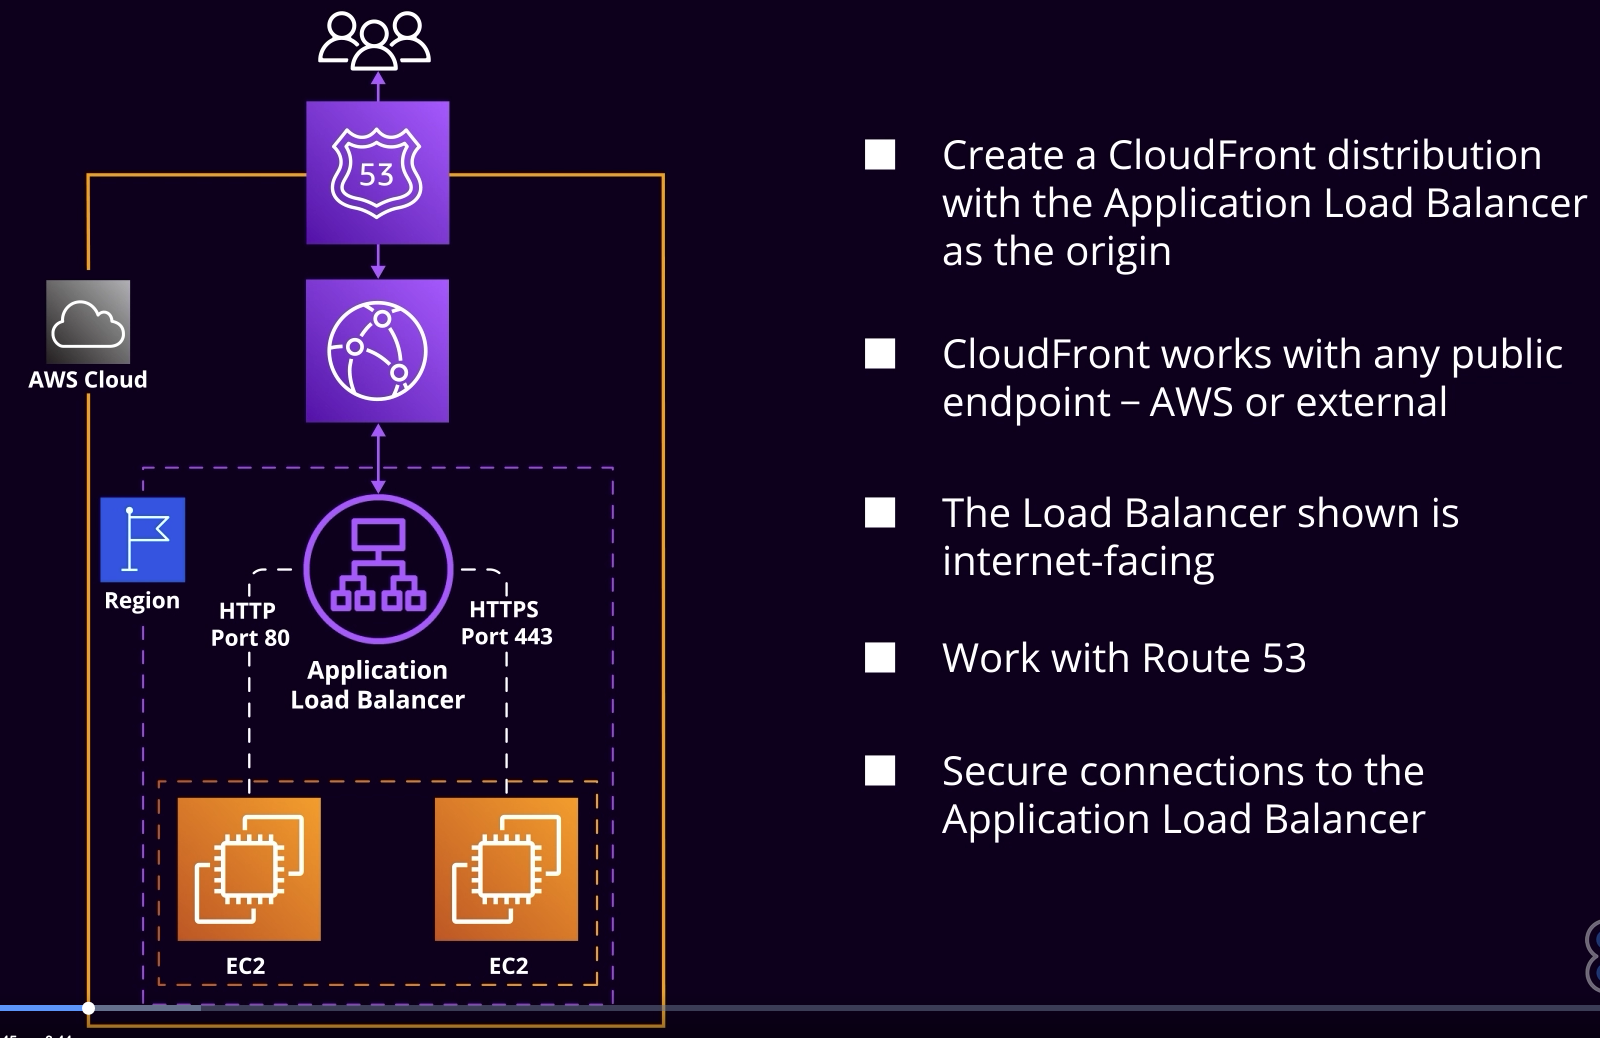 53
AWS Cloud
Region
HTTP
Port 80
HTTPS
Port 443
Application
Load Balancer
EC2
EC2
Create a CloudFront distribution
with the Application Load Balancer
as the origin
CloudFront works with any public
endpoint – AWS or external
The Load Balancer shown is
internet-facing
Work with Route 53
Secure connections to the
Application Load Balancer